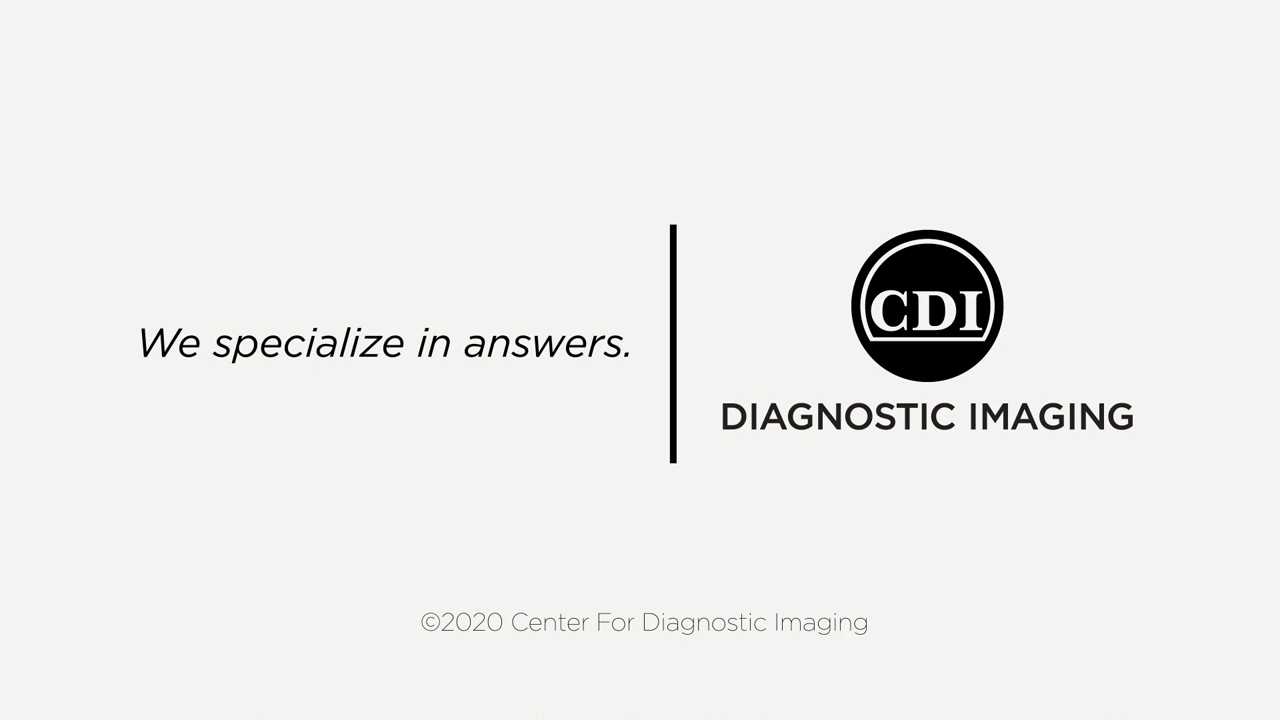 We specialize in answers.
CDI
DIAGNOSTIC IMAGING
©2020 Center For Diagnostic Imaging